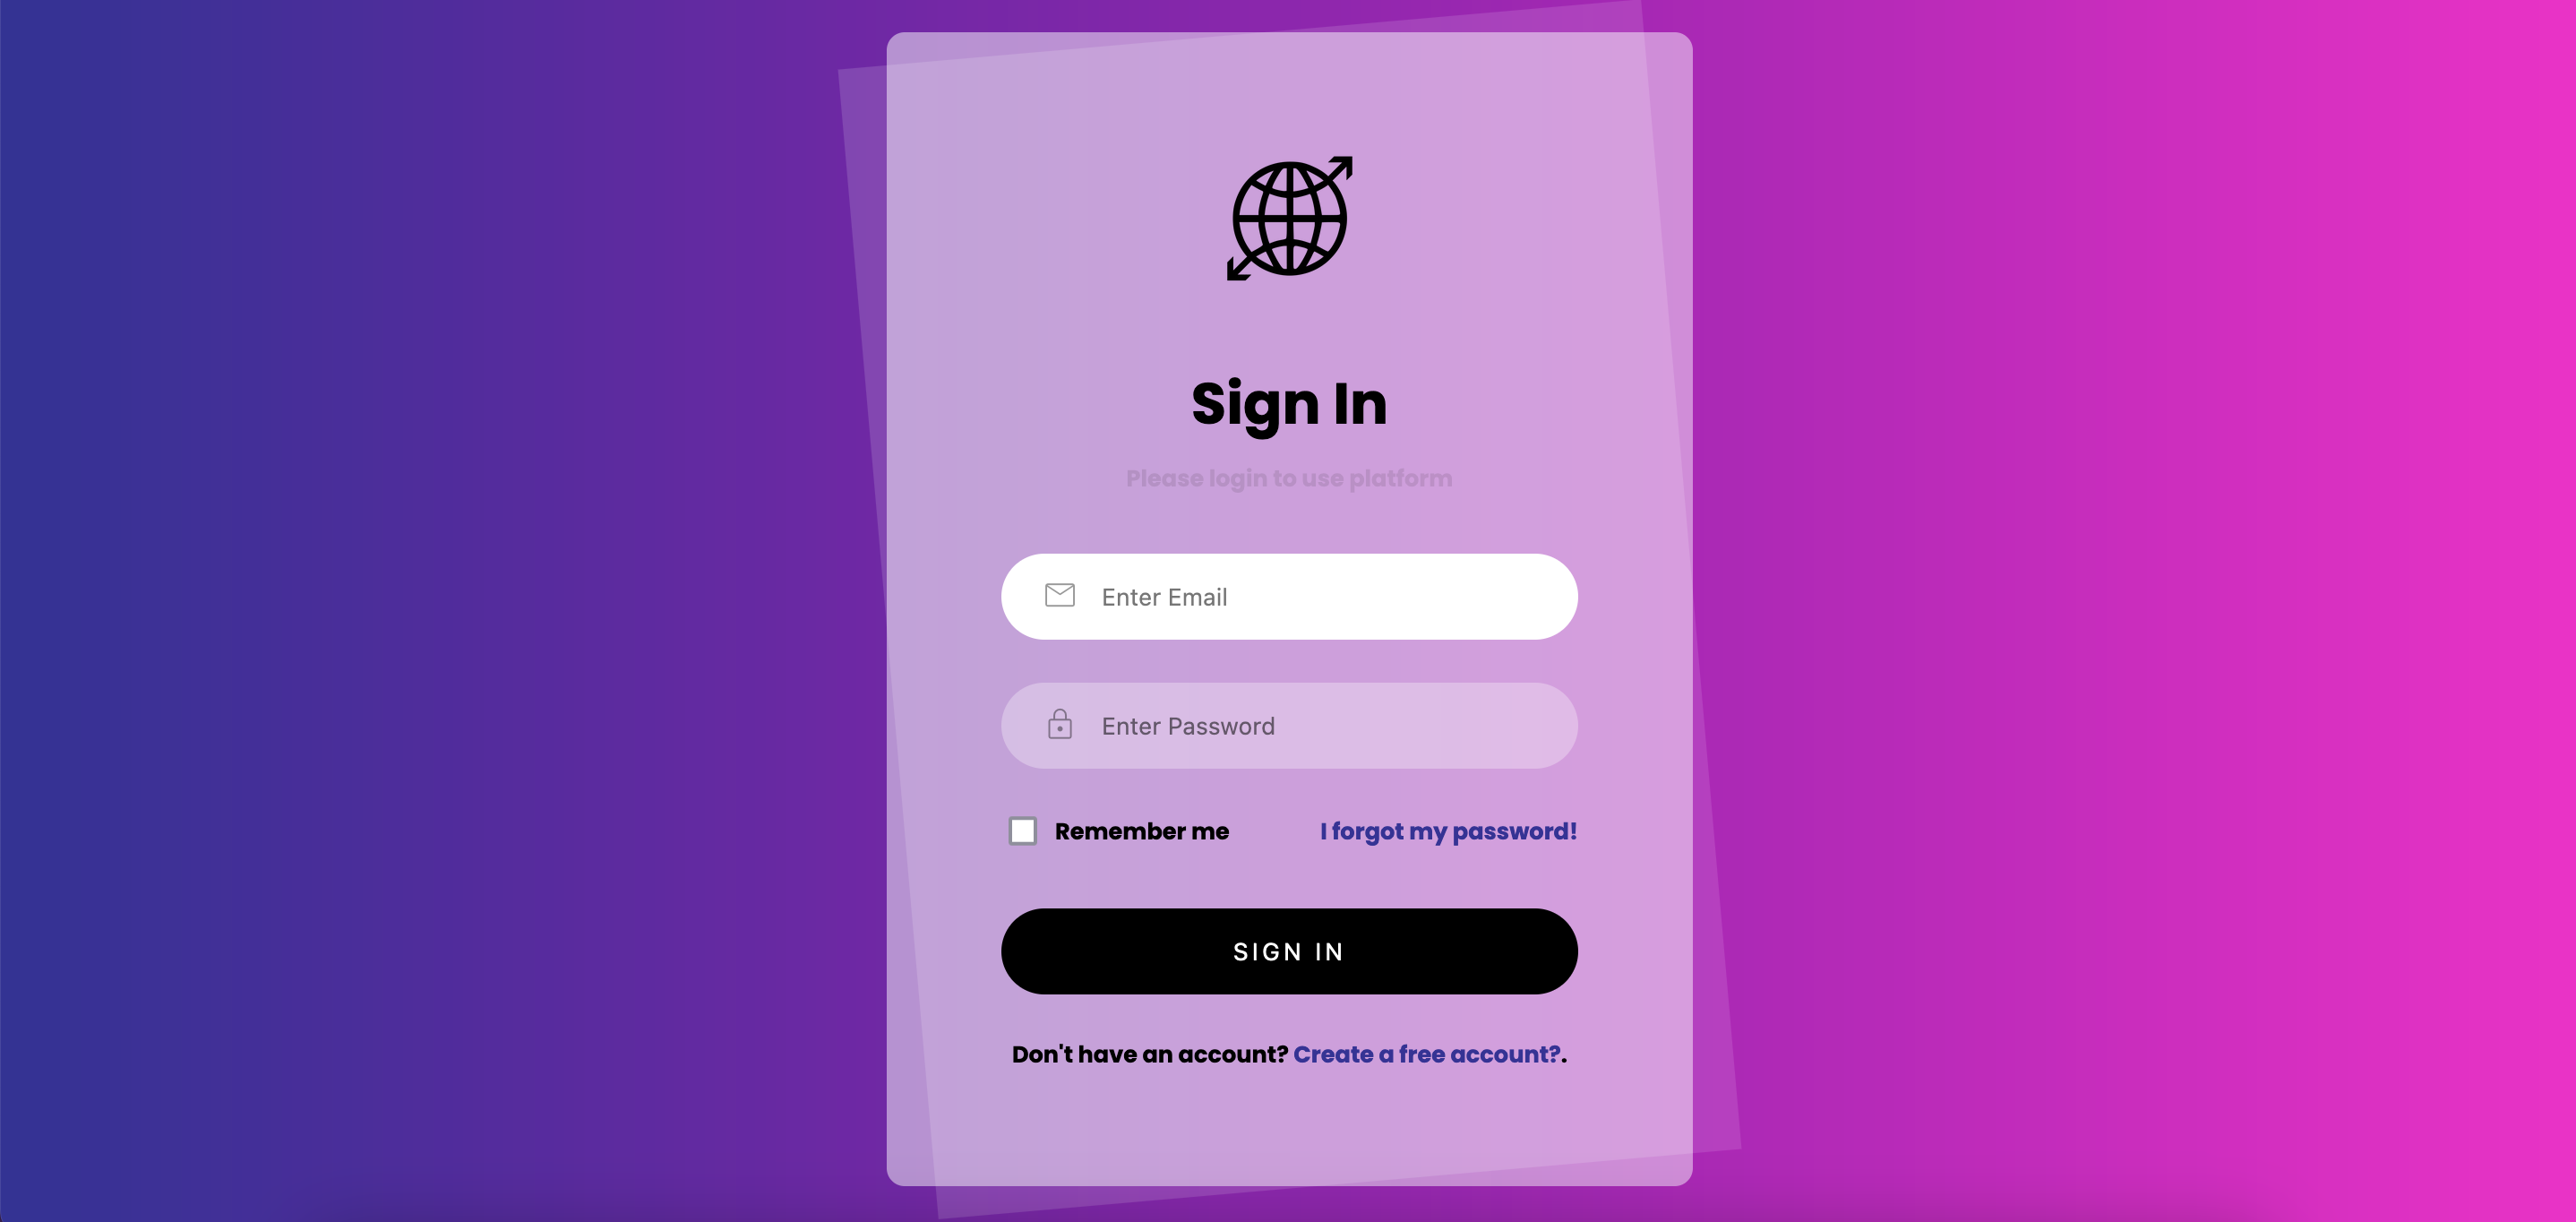 Sign In
Please login to use platform
Enter Email
Enter Password
Remember me
I forgot my password!
SIGN IN
Don't have an account? Create a free account?.